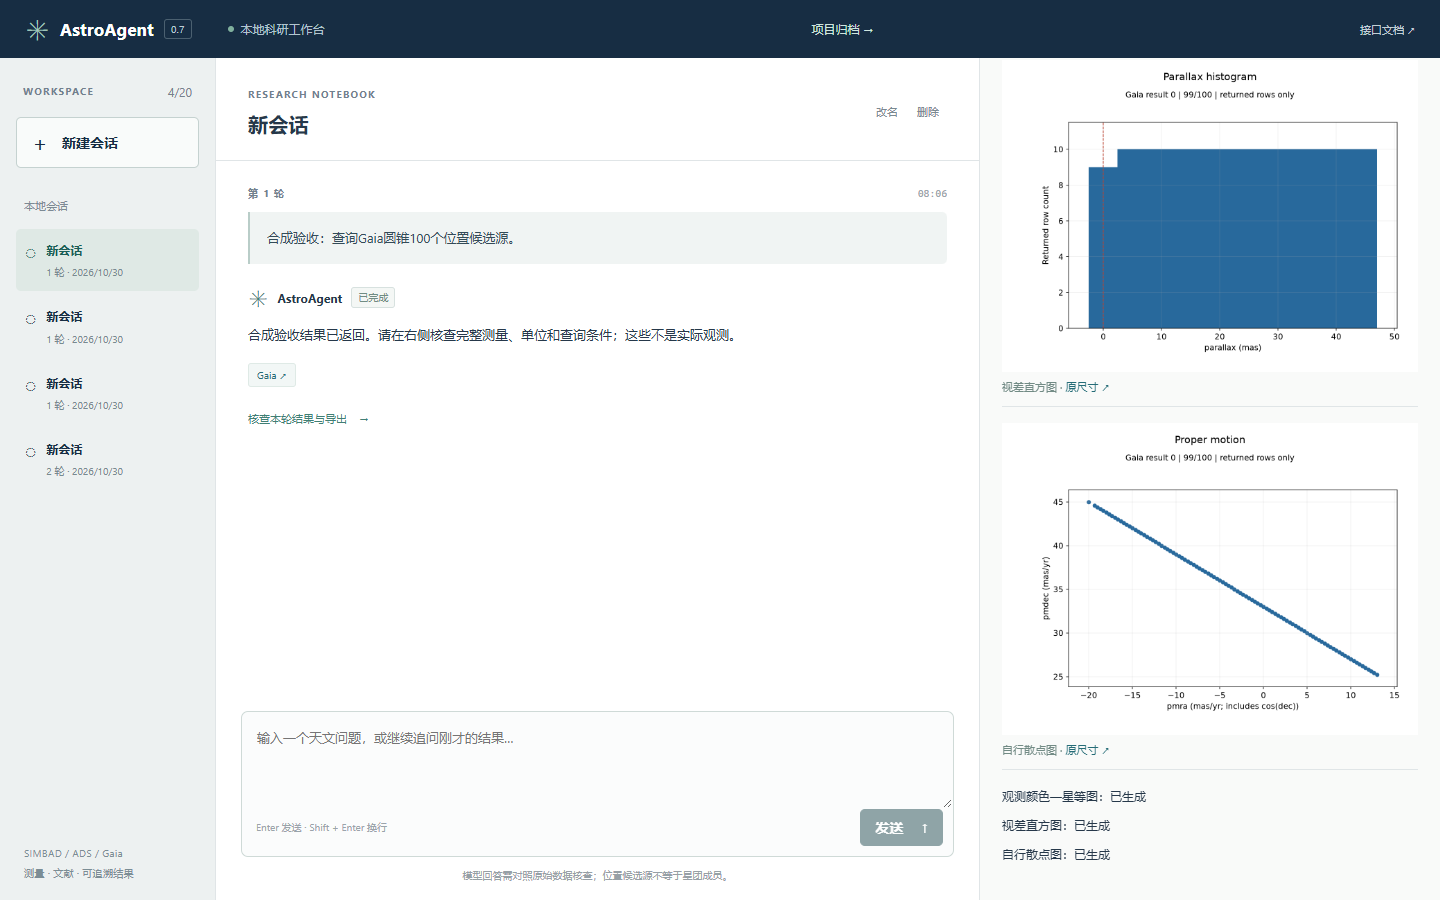 AstroAgent 0.7
本地科研工作台
项目归档 →
接口文档 ↗
WORKSPACE 4/20
+ 新建会话
本地会话
新会话
1 轮 · 2026/10/30
新会话
1 轮 · 2026/10/30
新会话
1 轮 · 2026/10/30
新会话
2 轮 · 2026/10/30
SIMBAD / ADS / Gaia
测量 · 文献 · 可追溯结果
RESEARCH NOTEBOOK
新会话
改名 删除
第 1 轮 08:06
合成验收：查询Gaia圆锥100个位置候选源。
AstroAgent 已完成
合成验收结果已返回。请在右侧核查完整测量、单位和查询条件；这些不是实际观测。
Gaia ↗
核查本轮结果与导出 →
输入一个天文问题，或继续追问刚才的结果...
Enter 发送 · Shift + Enter 换行
发送 ↑
模型回答需对照原始数据核查；位置候选源不等于星团成员。
Parallax histogram
Gaia result 0 | 99/100 | returned rows only
Returned row count
10
8
6
4
2
0
0 10 20 30 40 50
parallax (mas)
视差直方图 · 原尺寸 ↗
Proper motion
Gaia result 0 | 99/100 | returned rows only
pmdec (mas/yr)
45
40
35
30
25
−20 −15 −10 −5 0 5 10 15
pmra (mas/yr; includes cos(dec))
自行散点图 · 原尺寸 ↗
观测颜色—星等图：已生成
视差直方图：已生成
自行散点图：已生成